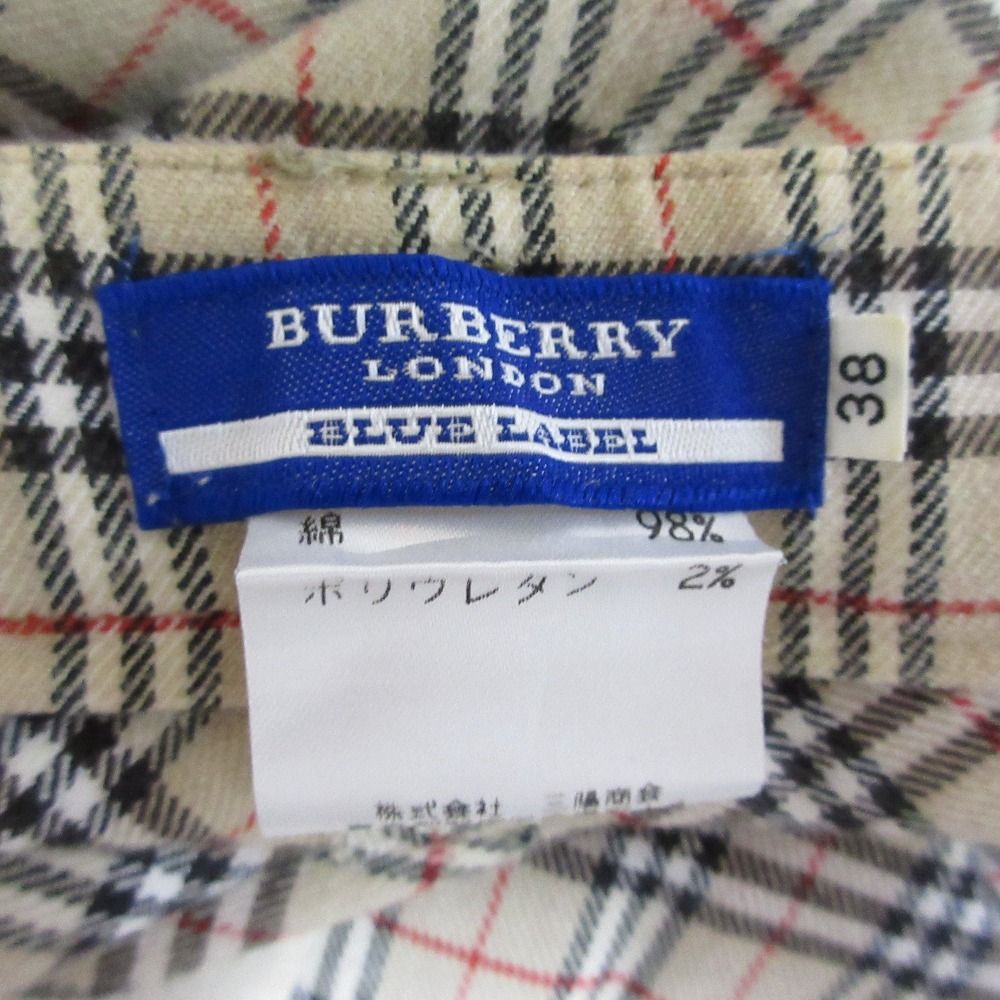 BURBERRY
LONDON
BLUE LABEL
38
綿 98%
ポリウレタン 2%
株式会社 三陽商会